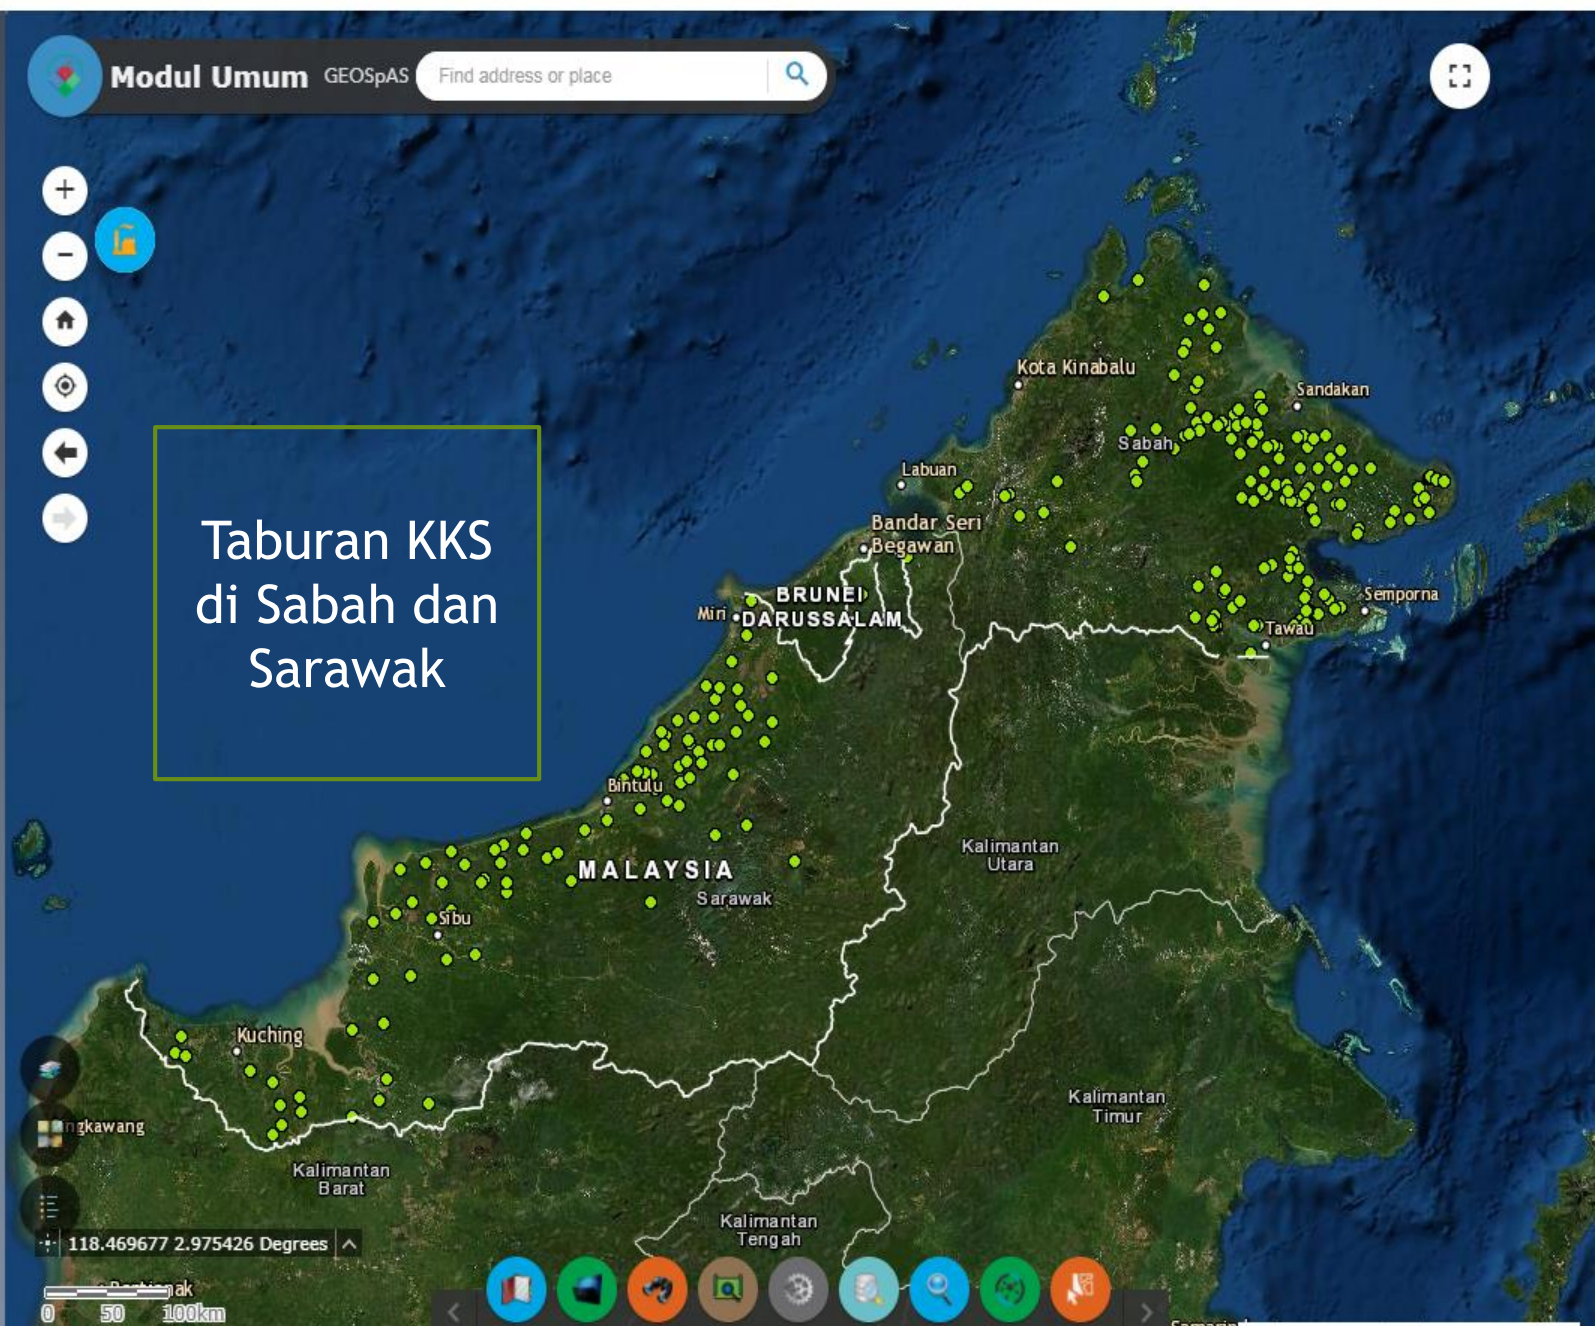 Modul Umum GEOSpAS Find address or place
Kota Kinabalu
Sandakan
Sabah
Labuan
Taburan KKS
di Sabah dan
Sarawak
Bandar Seri
Begawan
BRUNEI
DARUSSALAM
Miri
Semporna
Tawau
Bintulu
Kalimantan
Utara
MALAYSIA
Sarawak
Sibu
Kuching
Kalimantan
Timur
ngkawang
Kalimantan
Barat
Kalimantan
Tengah
118.469677 2.975426 Degrees
0 50 100km